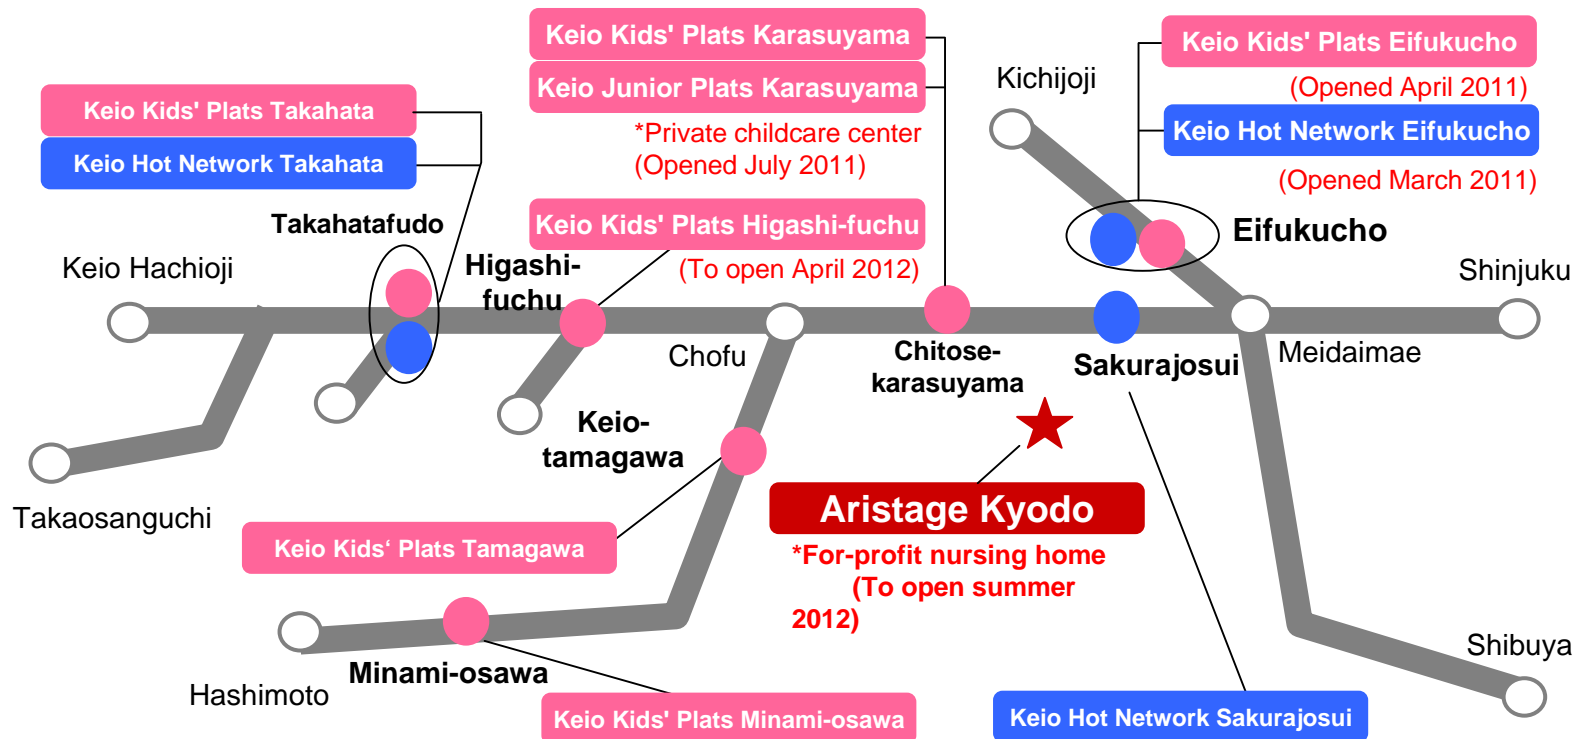 Keio Kids' Plats Karasuyama
Keio Junior Plats Karasuyama
*Private childcare center
(Opened July 2011)
Keio Kids' Plats Eifukucho
(Opened April 2011)
Keio Hot Network Eifukucho
(Opened March 2011)
Kichijoji
Keio Kids' Plats Takahata
Keio Hot Network Takahata
Takahatafudo
Keio Kids' Plats Higashi-fuchu
(To open April 2012)
Eifukucho
Keio Hachioji
Higashi-
fuchu
Shinjuku
Chofu
Chitose-
karasuyama
Sakurajosui
Meidaimae
Keio-
tamagawa
Takaosanguchi
Aristage Kyodo
*For-profit nursing home
(To open summer
2012)
Keio Kids‘ Plats Tamagawa
Minami-osawa
Hashimoto
Shibuya
Keio Kids' Plats Minami-osawa
Keio Hot Network Sakurajosui